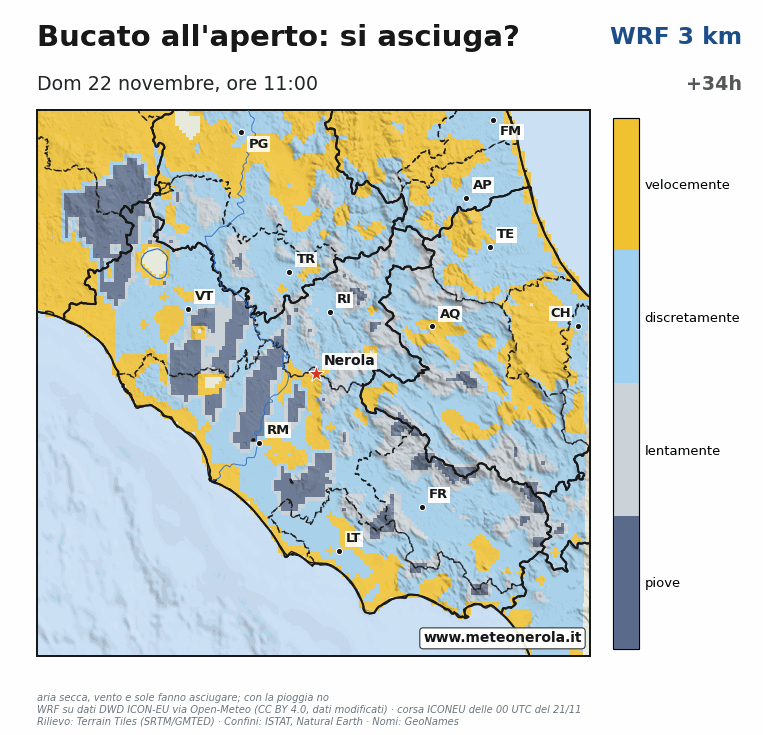 Bucato all'aperto: si asciuga?
WRF 3 km
Dom 22 novembre, ore 11:00
+34h
FM
PG
AP
TE
TR
VT
RI
AQ
CH
Nerola
RM
FR
LT
www.meteonerola.it
velocemente
discretamente
lentamente
piove
aria secca, vento e sole fanno asciugare; con la pioggia no
WRF su dati DWD ICON-EU via Open-Meteo (CC BY 4.0, dati modificati) · corsa ICONEU delle 00 UTC del 21/11
Rilievo: Terrain Tiles (SRTM/GMTED) · Confini: ISTAT, Natural Earth · Nomi: GeoNames